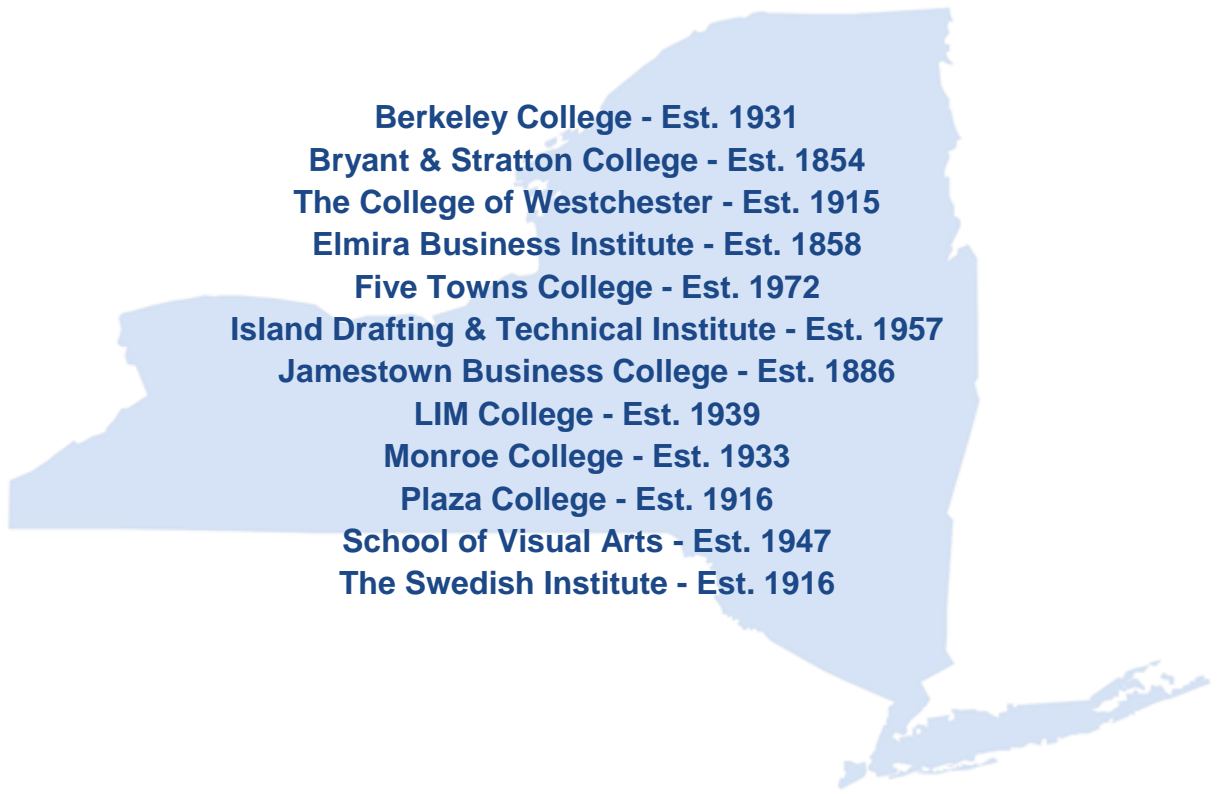 Berkeley College - Est. 1931
Bryant & Stratton College - Est. 1854
The College of Westchester - Est. 1915
Elmira Business Institute - Est. 1858
Five Towns College - Est. 1972
Island Drafting & Technical Institute - Est. 1957
Jamestown Business College - Est. 1886
LIM College - Est. 1939
Monroe College - Est. 1933
Plaza College - Est. 1916
School of Visual Arts - Est. 1947
The Swedish Institute - Est. 1916